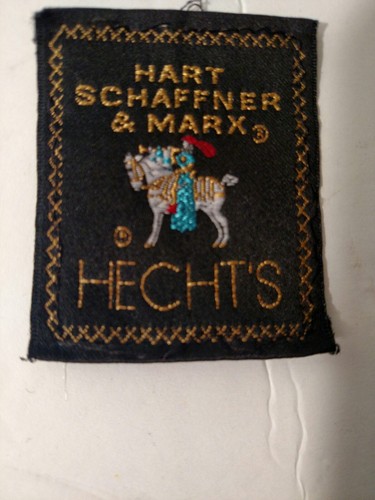 HART
SCHAFFNER
& MARX ®
®
HECHT'S